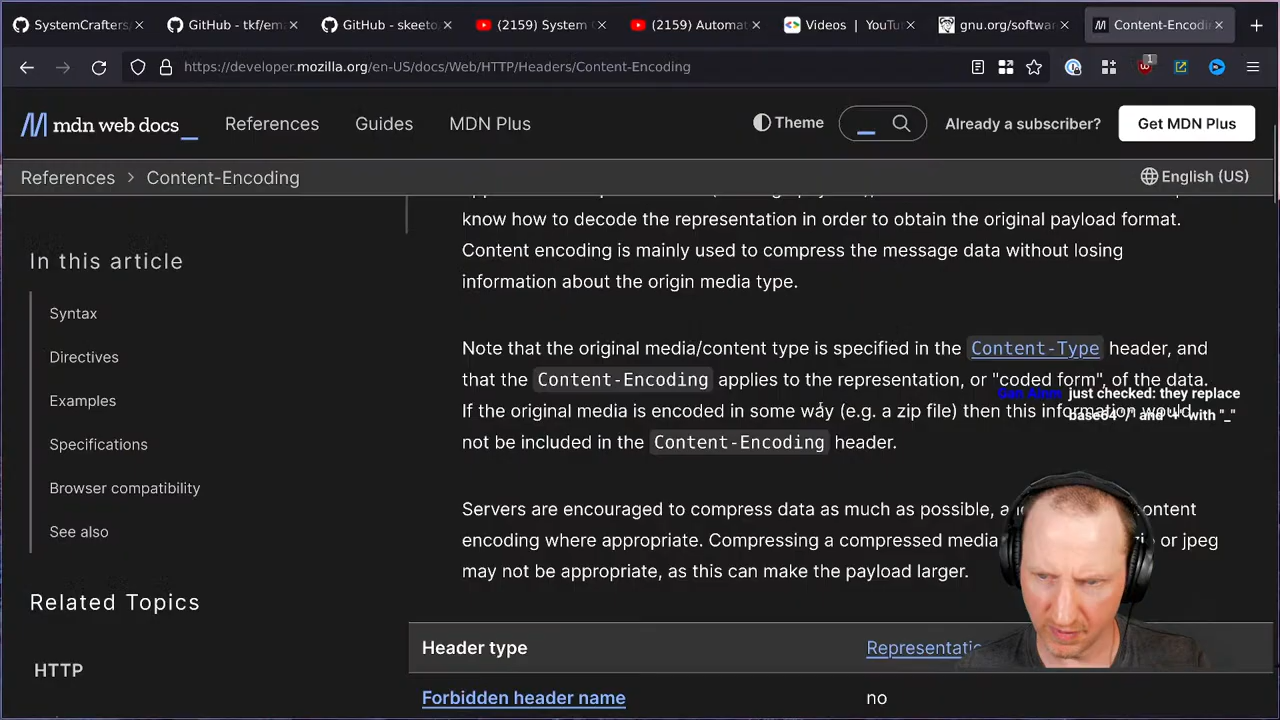 SystemCrafters/
GitHub - tkf/em
GitHub - skeeto.
(2159) System C
(2159) Automat
Videos | YouTu
gnu.org/softwar
Content-Encodin
https://developer.mozilla.org/en-US/docs/Web/HTTP/Headers/Content-Encoding
1
mdn web docs_
References
Guides
MDN Plus
Theme
Already a subscriber?
Get MDN Plus
References > Content-Encoding
English (US)
know how to decode the representation in order to obtain the original payload format.
Content encoding is mainly used to compress the message data without losing
information about the origin media type.
In this article
Syntax
Directives
Examples
Specifications
Browser compatibility
See also
Related Topics
HTTP
Note that the original media/content type is specified in the Content-Type header, and
that the Content-Encoding applies to the representation, or "coded form", of the data.
If the original media is encoded in some way (e.g. a zip file) then this information would
not be included in the Content-Encoding header.
Dan Amm just checked: they replace
base64 "/" and "+" with "_"
Servers are encouraged to compress data as much as possible, an content
encoding where appropriate. Compressing a compressed media or jpeg
may not be appropriate, as this can make the payload larger.
Header type
Representatio
Forbidden header name
no